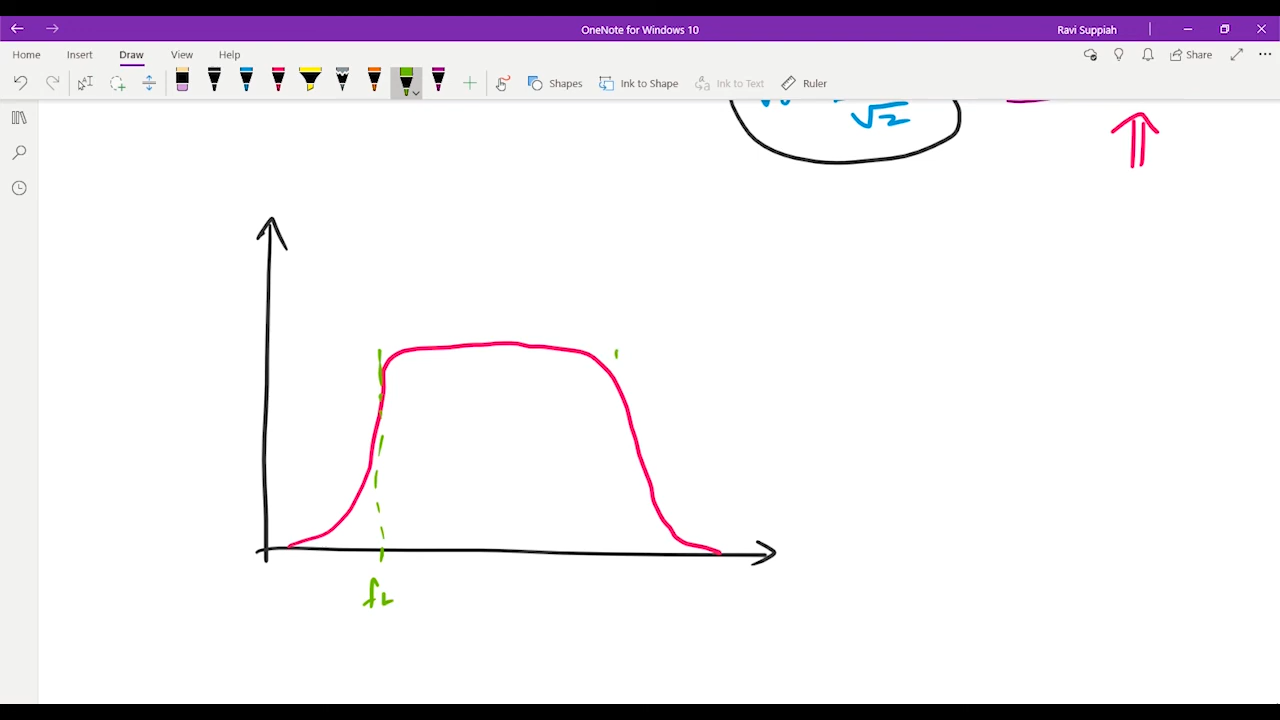 OneNote for Windows 10
Ravi Suppiah
Home Insert Draw View Help
Share
Shapes Ink to Shape Ink to Text Ruler
√2
fL